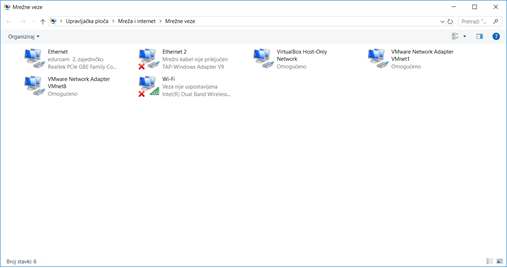 Mrežne veze
Upravljačka ploča > Mreža i internet > Mrežne veze
Pretraži "...
Organiziraj
Ethernet
eduroam 2, zajedničko
Realtek PCIe GBE Family Co...
Ethernet 2
Mrežni kabel nije priključen
TAP-Windows Adapter V9
VirtualBox Host-Only
Network
Omogućeno
VMware Network Adapter
VMnet1
Omogućeno
VMware Network Adapter
VMnet8
Omogućeno
Wi-Fi
Veza nije uspostavljena
Intel(R) Dual Band Wireless...
Broj stavki: 6